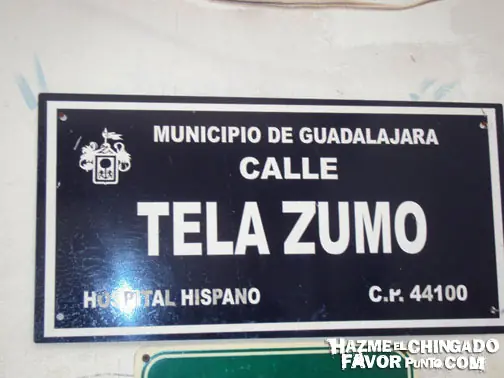 MUNICIPIO DE GUADALAJARA
CALLE
TELA ZUMO
HOSPITAL HISPANO C.P. 44100
HAZME EL CHINGADO
FAVOR PUNTO COM